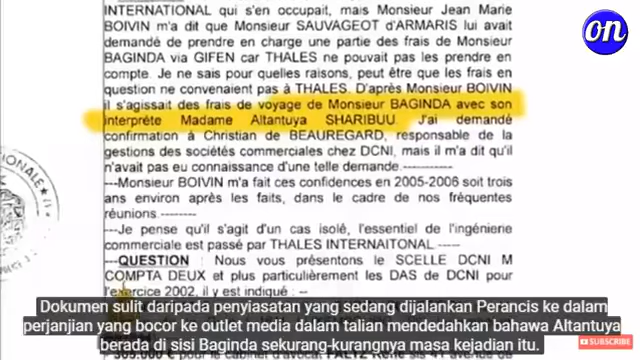 INTERNATIONAL qui s'en occupait, mais Monsieur Jean Marie
BOIVIN m'a dit que Monsieur SAUVAGEOT d'ARMARIS lui avait
demandé de prendre en charge une partie des frais de Monsieur
BAGINDA via GIFEN car THALES ne pouvait pas les prendre en
compte. Je ne sais pour quelles raisons, peut être que les frais en
question ne convenaient pas à THALES. D'après Monsieur BOIVIN
il s'agissait des frais de voyage de Monsieur BAGINDA avec son
interprète Madame Altantuya SHARIBUU. J'ai demandé
confirmation à Christian de BEAUREGARD, responsable de la
gestions des sociétés commerciales chez DCNI, mais il m'a dit qu'il
n'avait pas eu connaissance d'une telle demande.
---Monsieur BOIVIN m'a fait ces confidences en 2005-2006 soit trois
ans environ après les faits, dans le cadre de nos fréquentes
réunions.
---Je pense qu'il s'agit d'un cas isolé, l'essentiel de l'ingénierie
commerciale est passé par THALES INTERNAITONAL.
---QUESTION : Nous vous présentons le SCELLE DCNI M
COMPTA DEUX et plus particulièrement les DAS de DCNI pour
l'exercice 2002, il y est indiqué :
Dokumen sulit daripada penyiasatan yang sedang dijalankan Perancis ke dalam
perjanjian yang bocor ke outlet media dalam talian mendedahkan bahawa Altantuya
berada di sisi Baginda sekurang-kurangnya masa kejadian itu.
on
SUBSCRIBE